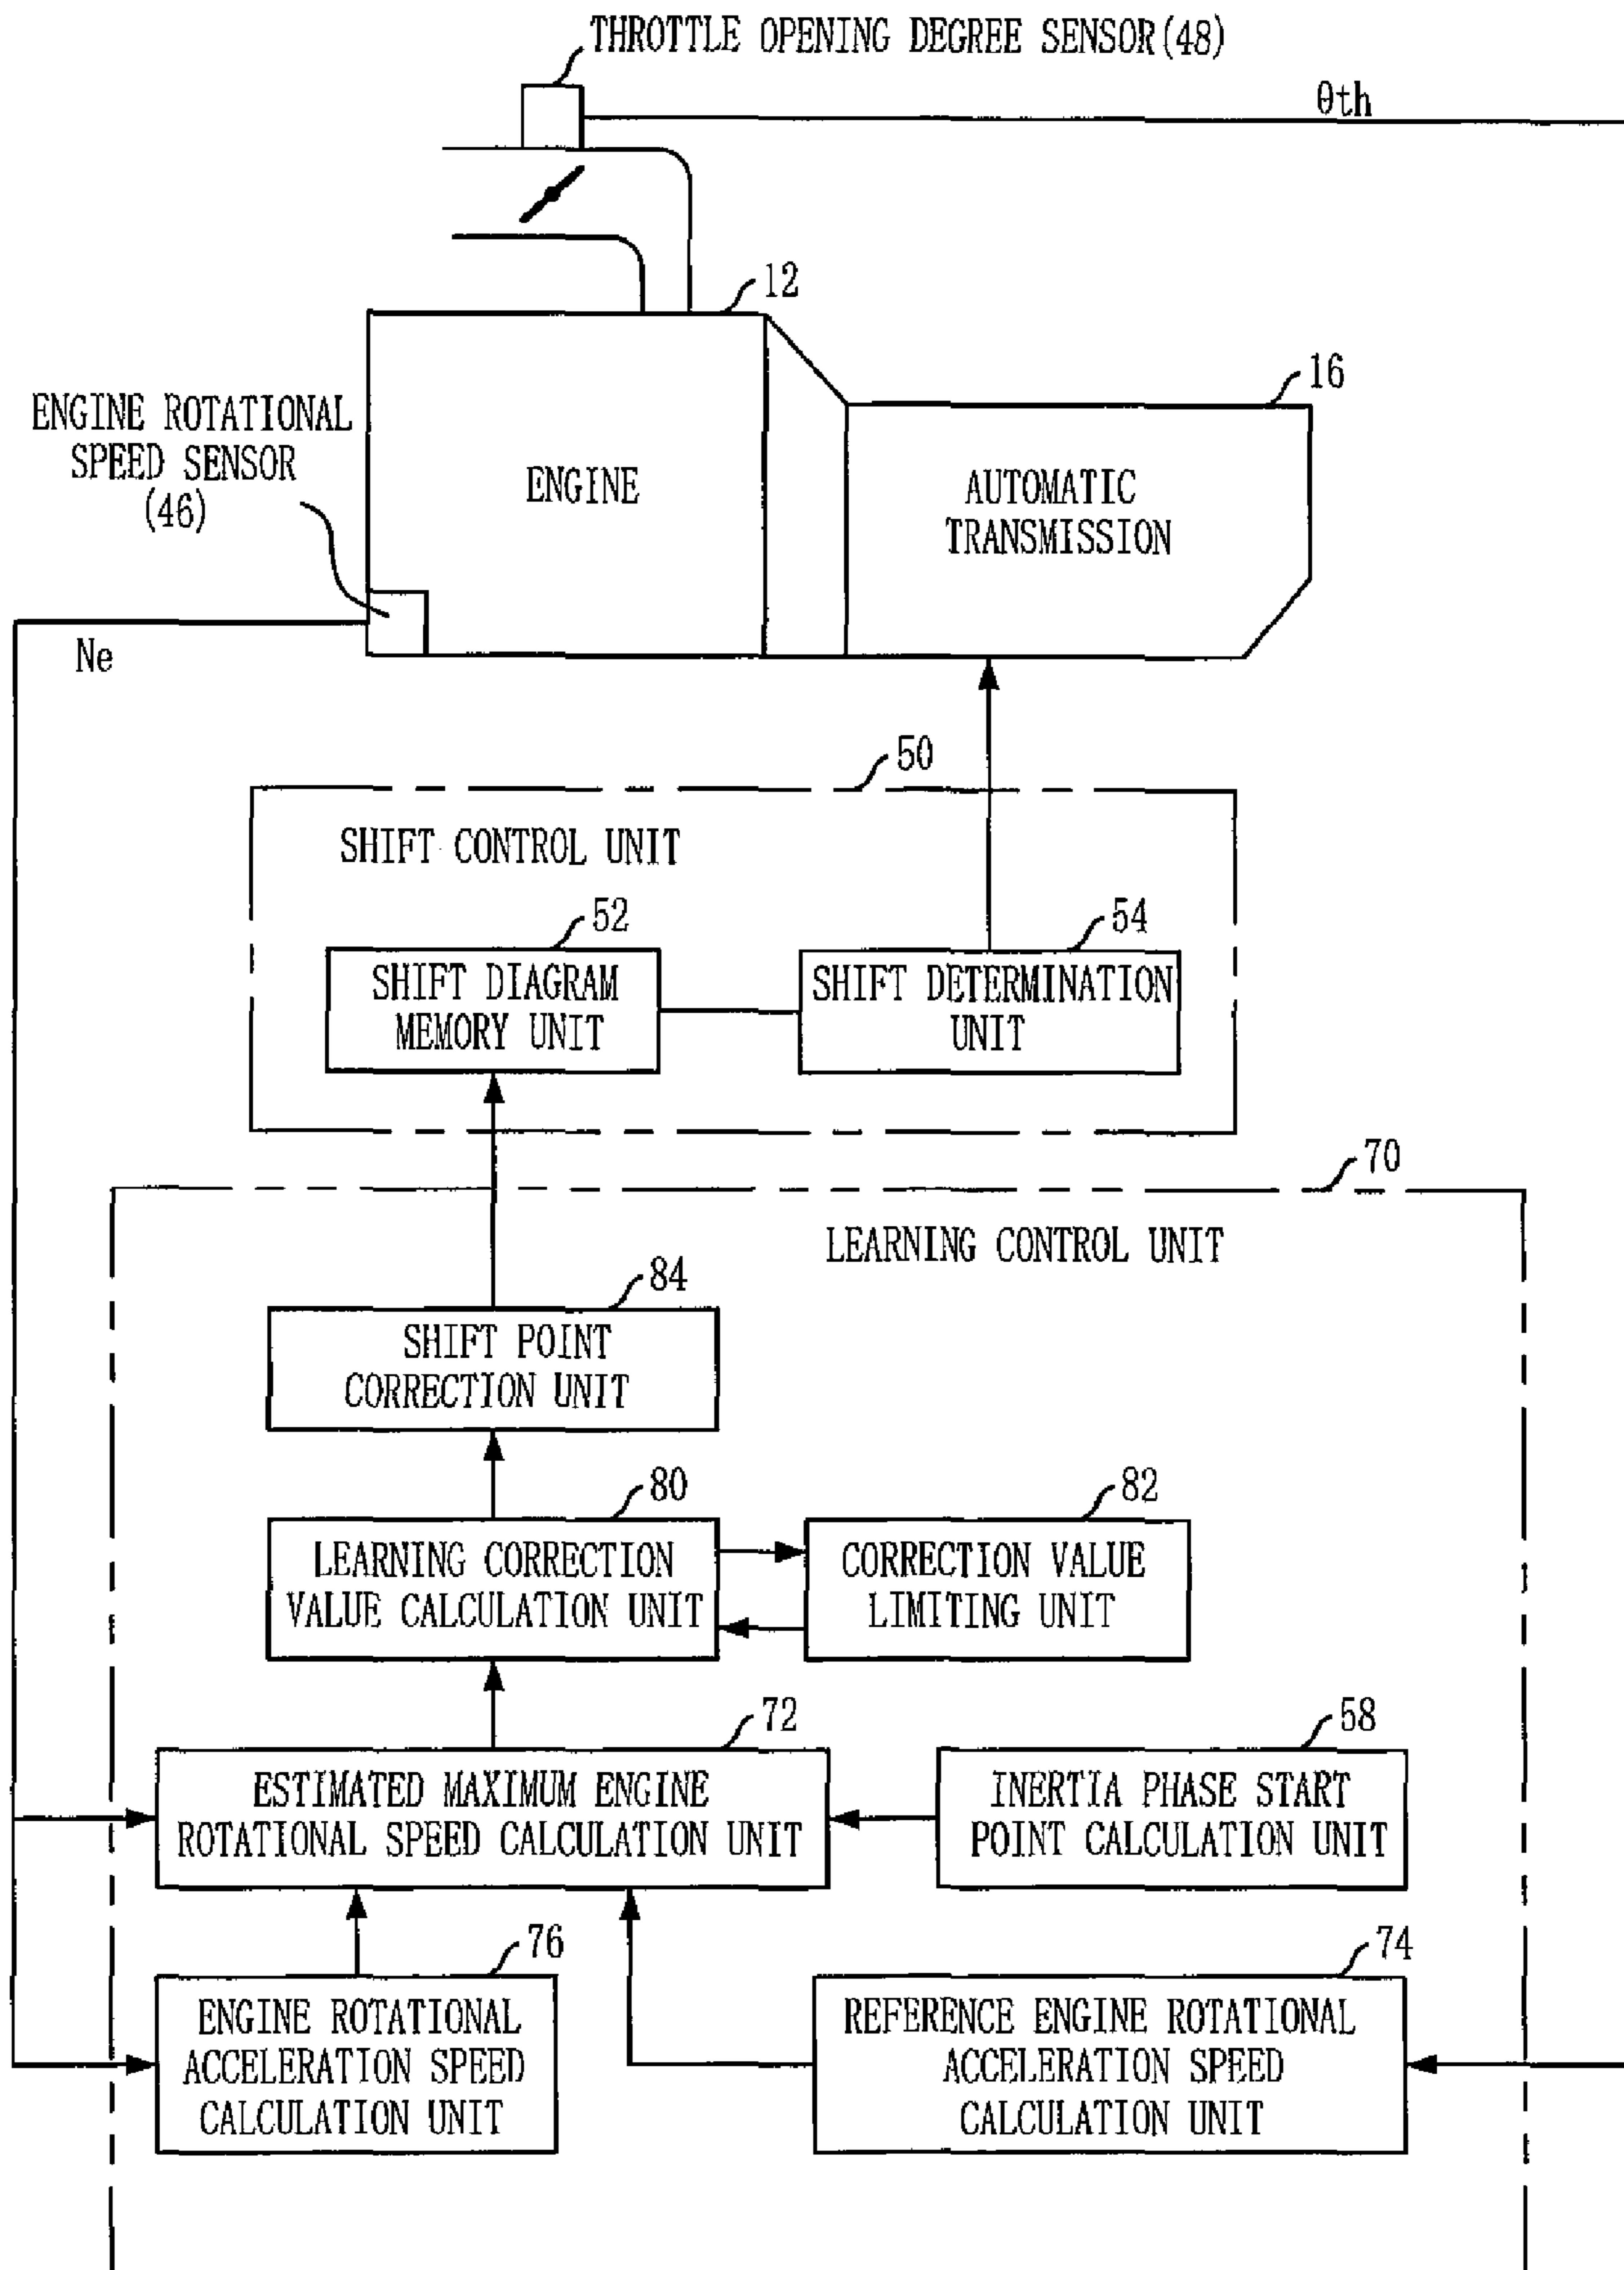 THROTTLE OPENING DEGREE SENSOR(48)
θth
12
16
ENGINE ROTATIONAL
SPEED SENSOR
(46)
ENGINE
AUTOMATIC
TRANSMISSION
Ne
50
SHIFT CONTROL UNIT
52
54
SHIFT DIAGRAM
MEMORY UNIT
SHIFT DETERMINATION
UNIT
70
LEARNING CONTROL UNIT
84
SHIFT POINT
CORRECTION UNIT
80
82
LEARNING CORRECTION
VALUE CALCULATION UNIT
CORRECTION VALUE
LIMITING UNIT
72
58
ESTIMATED MAXIMUM ENGINE
ROTATIONAL SPEED CALCULATION UNIT
INERTIA PHASE START
POINT CALCULATION UNIT
76
74
ENGINE ROTATIONAL
ACCELERATION SPEED
CALCULATION UNIT
REFERENCE ENGINE ROTATIONAL
ACCELERATION SPEED
CALCULATION UNIT